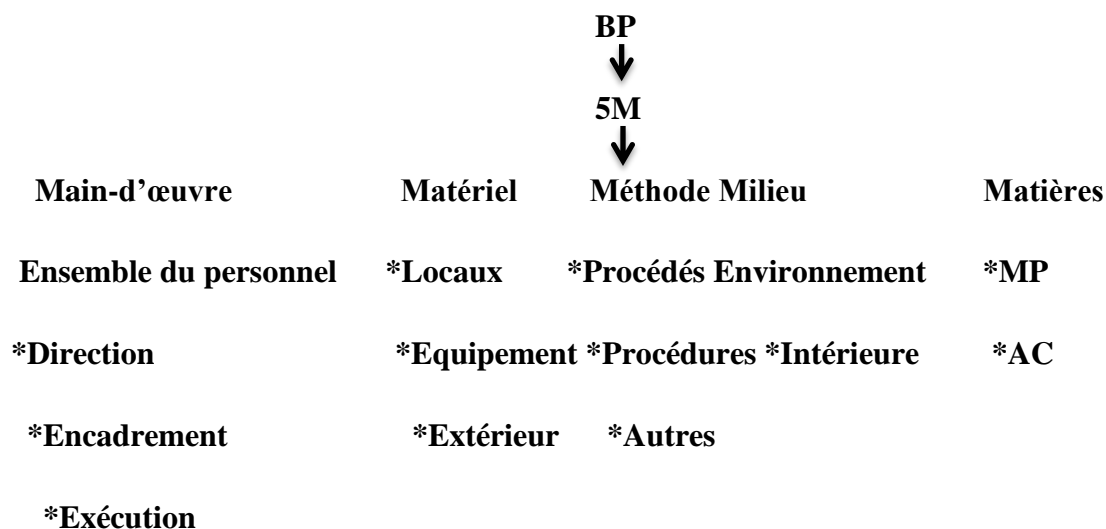 BP
5M
Main-d’œuvre Matériel Méthode Milieu Matières
Ensemble du personnel *Locaux *Procédés Environnement *MP
*Direction *Equipement *Procédures *Intérieure *AC
*Encadrement *Extérieur *Autres
*Exécution